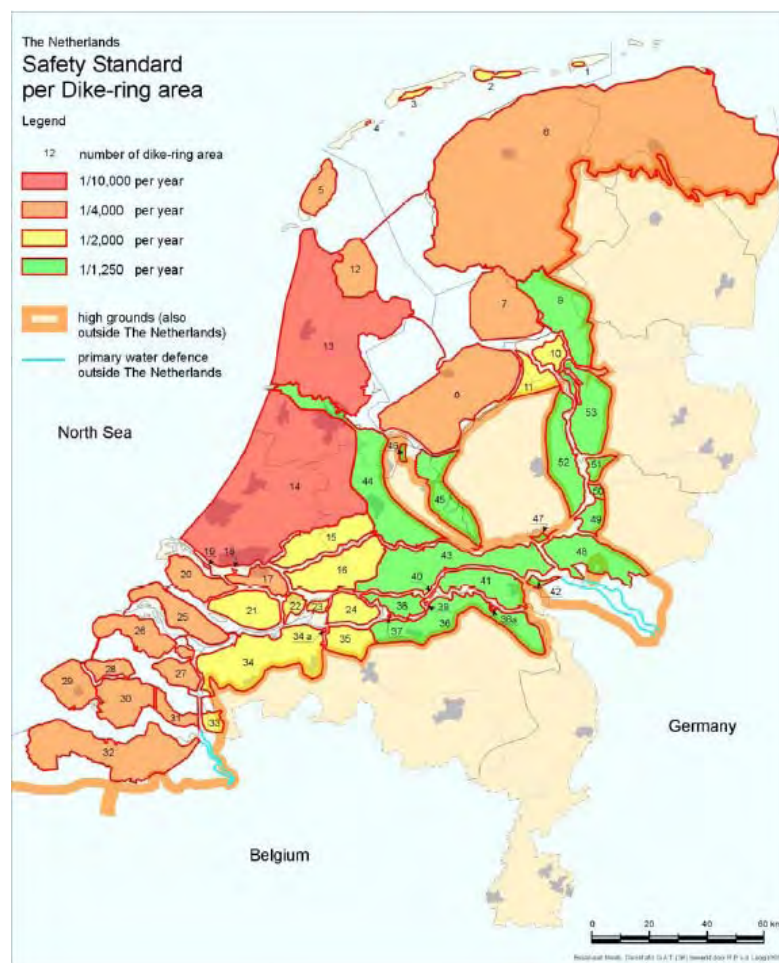 The Netherlands
Safety Standard
per Dike-ring area
Legend
12 number of dike-ring area
1/10,000 per year
1/4,000 per year
1/2,000 per year
1/1,250 per year
high grounds (also
outside The Netherlands)
primary water defence
outside The Netherlands
1
2
3
4
5
6
12
7
9
13
10
11
8
53
North Sea
46
52
51
44
45
50
14
49
47
15
48
19
18
43
16
20
17
40
41
42
21
22
23
24
38
39
25
37
36
36a
26
34a
35
28
27
34
29
30
31
33
32
Germany
Belgium
0 20 40 60 km